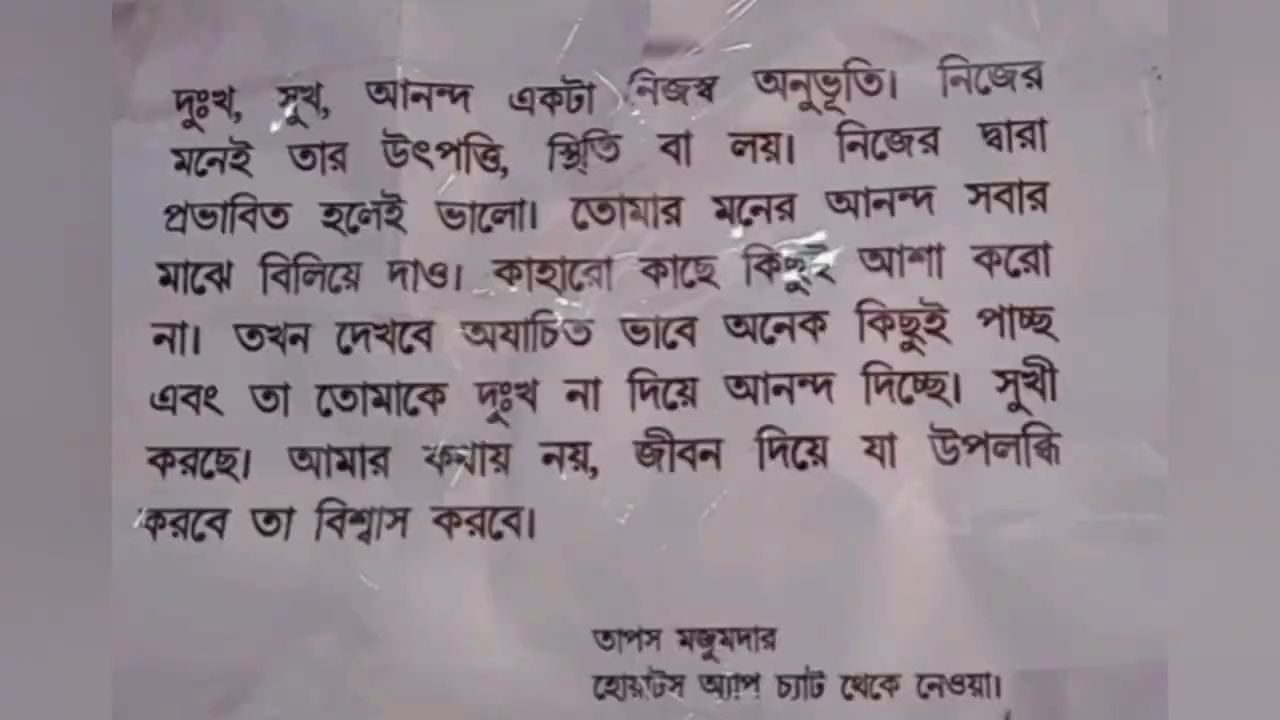 দুঃখ, সুখ, আনন্দ একটা নিজস্ব অনুভূতি। নিজের
মনেই তার উৎপত্তি, স্থিতি বা লয়। নিজের দ্বারা
প্রভাবিত হলেই ভালো। তোমার মনের আনন্দ সবার
মাঝে বিলিয়ে দাও। কাহারো কাছে কিছুই আশা করো
না। তখন দেখবে অযাচিত ভাবে অনেক কিছুই পাচ্ছ
এবং তা তোমাকে দুঃখ না দিয়ে আনন্দ দিচ্ছে। সুখী
করছে। আমার কথায় নয়, জীবন দিয়ে যা উপলব্ধি
করবে তা বিশ্বাস করবে।
তাপস মজুমদার
হোয়াটস অ্যাপ চ্যাট থেকে নেওয়া।